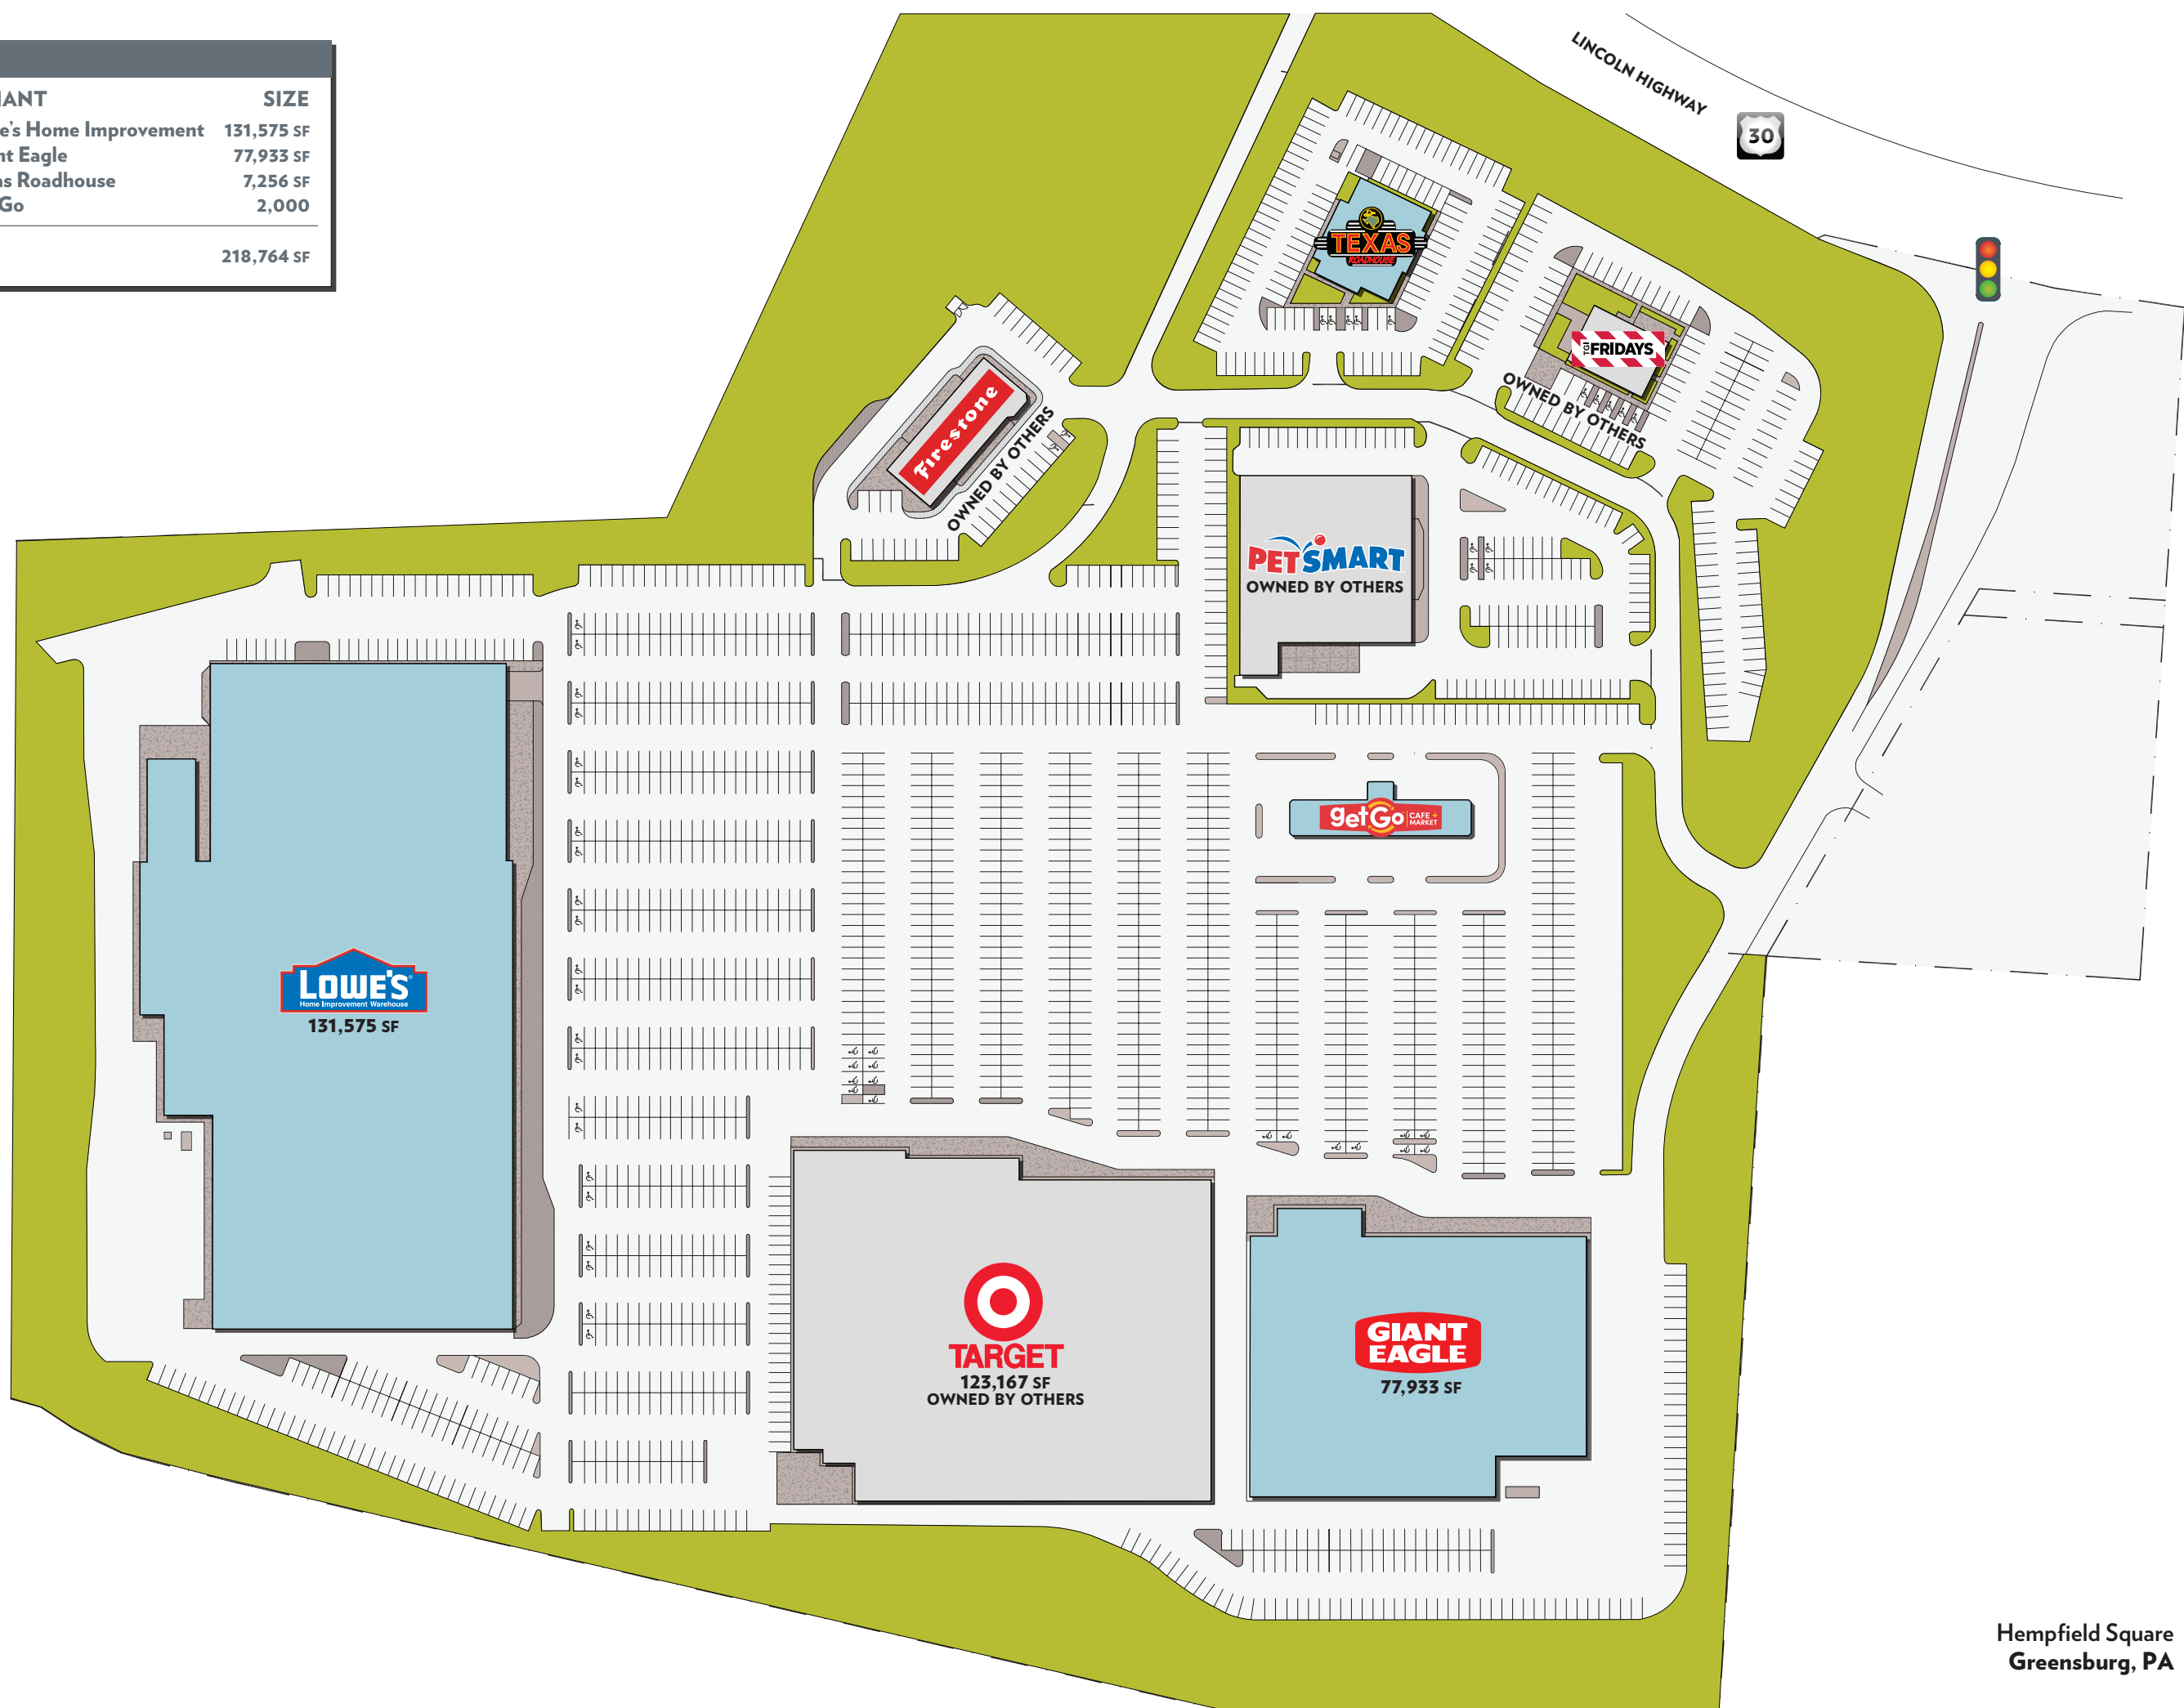 ANT SIZE
e's Home Improvement 131,575 SF
nt Eagle 77,933 SF
as Roadhouse 7,256 SF
Go 2,000
218,764 SF
LINCOLN HIGHWAY
30
TEXAS
ROADHOUSE
TGI FRIDAYS
OWNED BY OTHERS
Firestone
OWNED BY OTHERS
PETSMART
OWNED BY OTHERS
getGo CAFE +
MARKET
LOWE'S
Home Improvement Warehouse
131,575 SF
TARGET
123,167 SF
OWNED BY OTHERS
GIANT
EAGLE
77,933 SF
Hempfield Square
Greensburg, PA